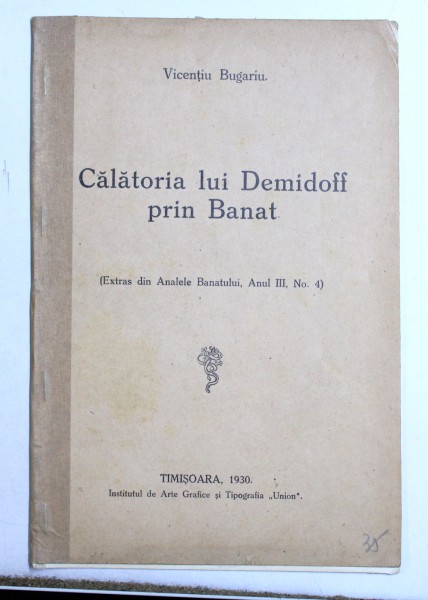 Vicențiu Bugariu.
Călătoria lui Demidoff
prin Banat
(Extras din Analele Banatului, Anul III, No. 4)
TIMIȘOARA, 1930.
Institutul de Arte Grafice și Tipografia „Union".
35